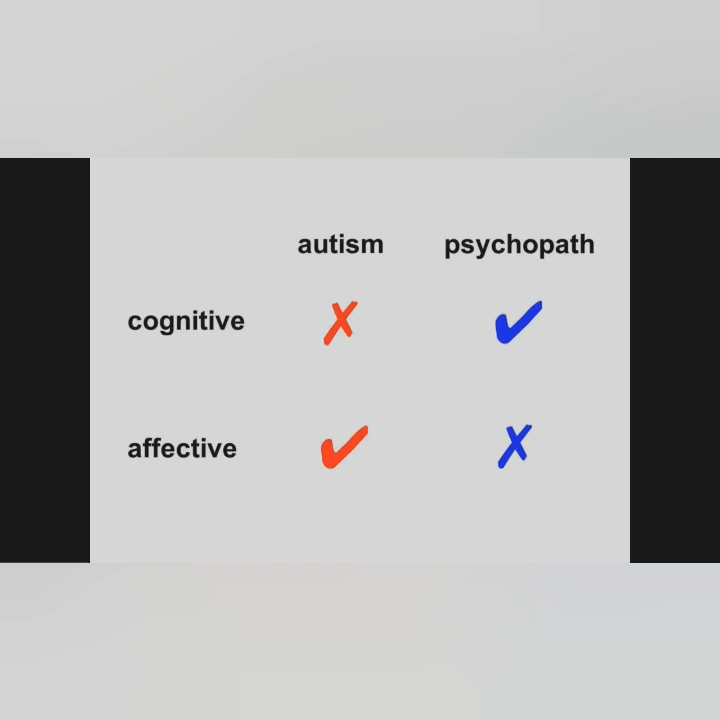 autism psychopath
cognitive ✗ ✔
affective ✔ ✗